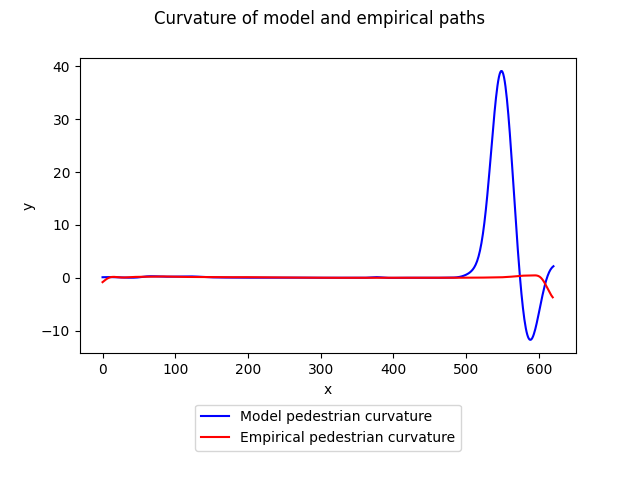 Curvature of model and empirical paths
40
30
20
10
0
−10
y
0 100 200 300 400 500 600
x
Model pedestrian curvature
Empirical pedestrian curvature